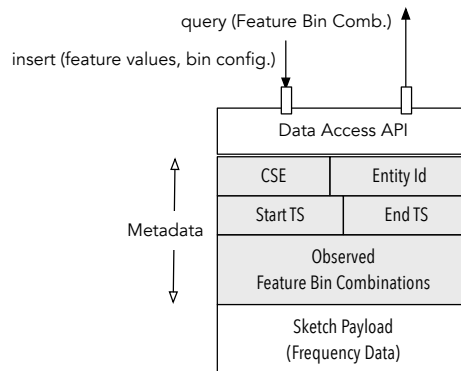 query (Feature Bin Comb.)
insert (feature values, bin config.)
Data Access API
CSE
Entity Id
Start TS
End TS
Metadata
Observed
Feature Bin Combinations
Sketch Payload
(Frequency Data)